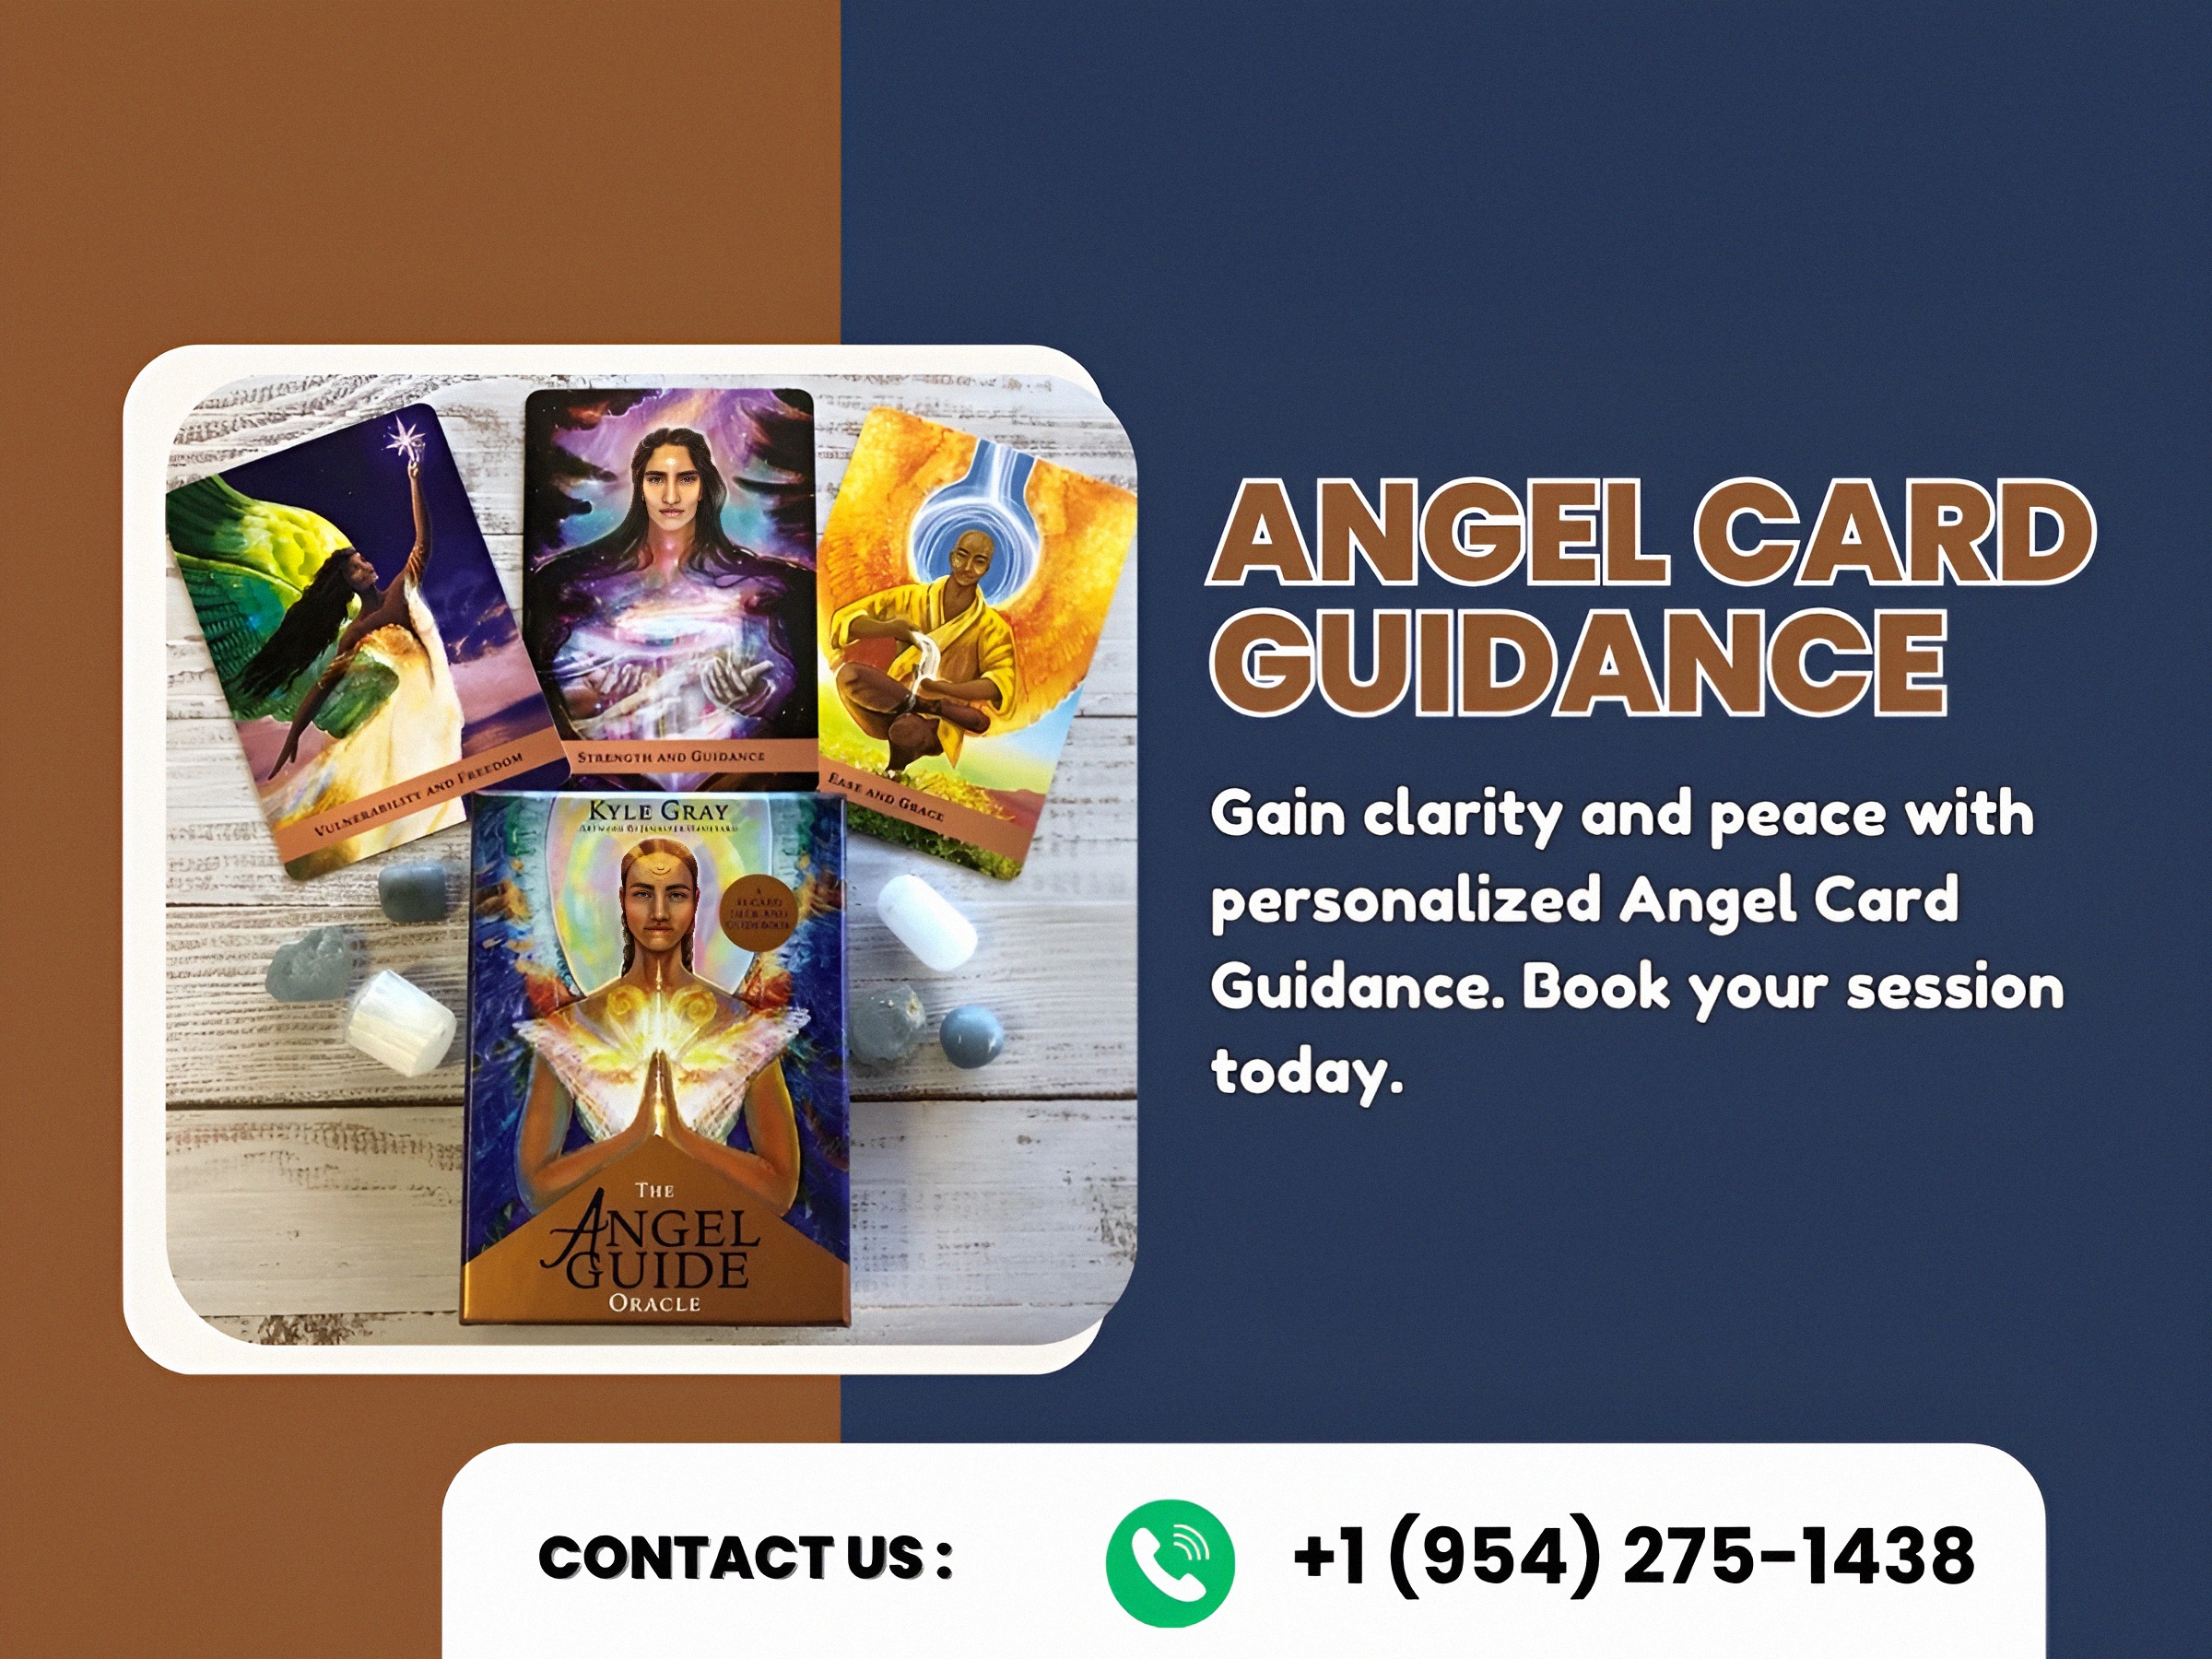 ANGEL CARD
GUIDANCE
Gain clarity and peace with
personalized Angel Card
Guidance. Book your session
today.
VULNERABILITY AND FREEDOM
STRENGTH AND GUIDANCE
EASE AND GRACE
KYLE GRAY
THE
ANGEL
GUIDE
ORACLE
CONTACT US :
+1 (954) 275-1438